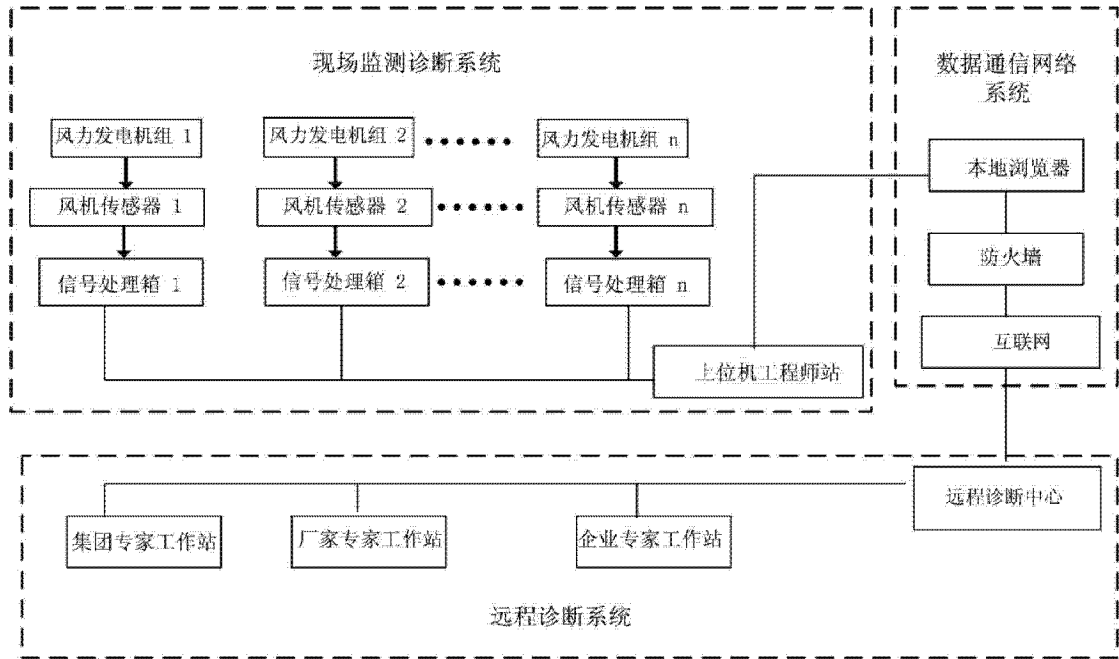 现场监测诊断系统
风力发电机组 1
风力发电机组 2
风力发电机组 n
风机传感器 1
风机传感器 2
风机传感器 n
信号处理箱 1
信号处理箱 2
信号处理箱 n
上位机工程师站
数据通信网络
系统
本地浏览器
防火墙
互联网
远程诊断中心
集团专家工作站
厂家专家工作站
企业专家工作站
远程诊断系统